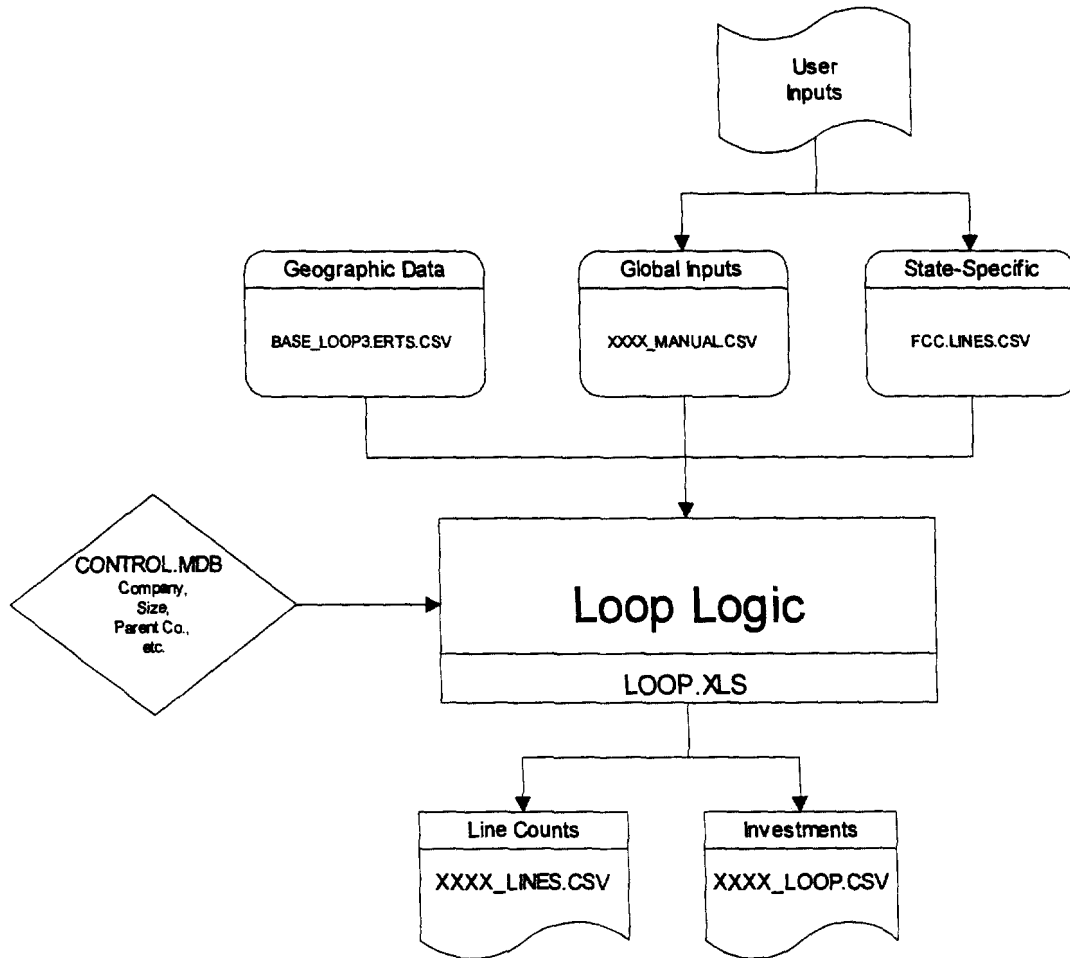 User
Inputs
Geographic Data
BASE_LOOP3.ERTS.CSV
Global Inputs
XXXX_MANUAL.CSV
State-Specific
FCC.LINES.CSV
CONTROL.MDB
Company,
Size,
Parent Co.,
etc.
Loop Logic
LOOP.XLS
Line Counts
XXXX_LINES.CSV
Investments
XXXX_LOOP.CSV